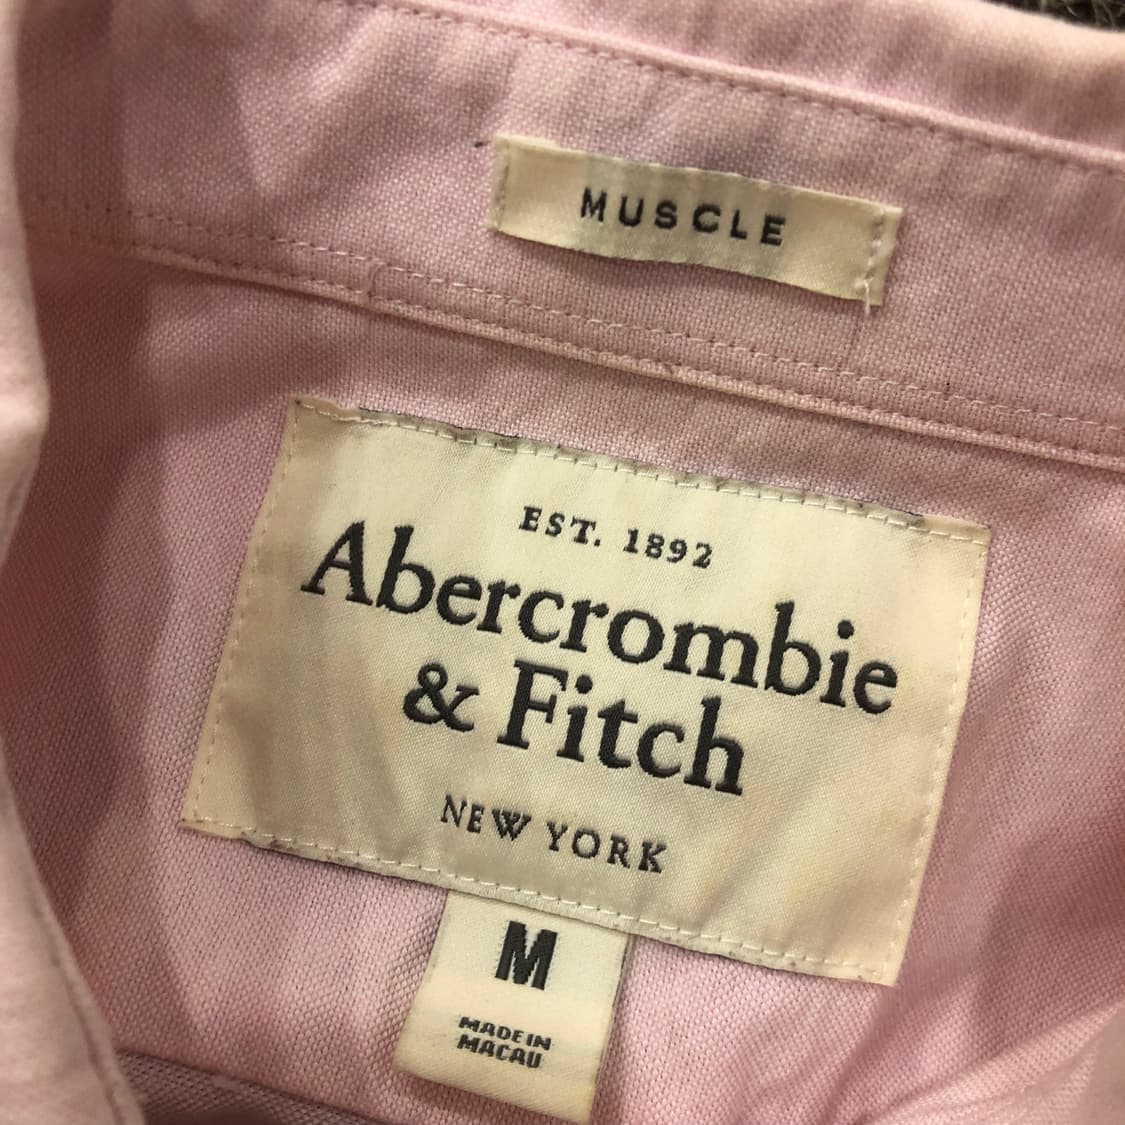 MUSCLE
EST. 1892
Abercrombie
& Fitch
NEW YORK
M
MADE IN
MACAU